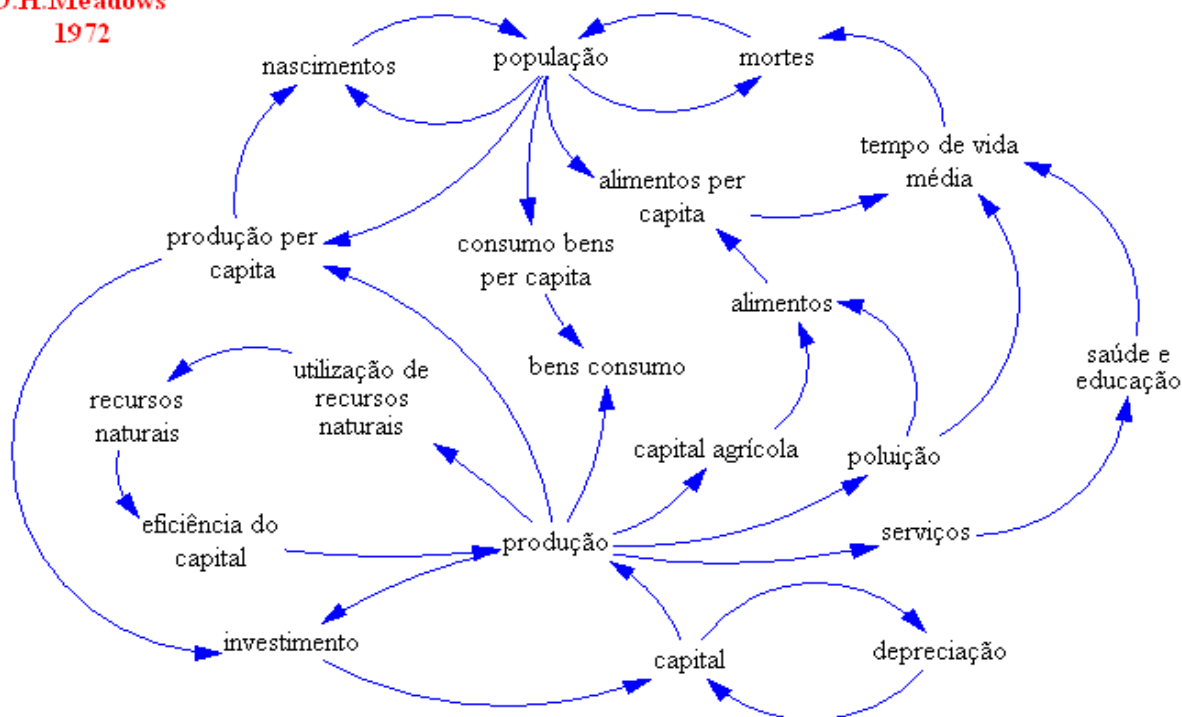 D.H.Meadows
1972
nascimentos
população
mortes
tempo de vida
média
alimentos per
capita
produção per
capita
consumo bens
per capita
alimentos
bens consumo
saúde e
educação
utilização de
recursos
naturais
recursos
naturais
capital agrícola
poluição
eficiência do
capital
produção
serviços
investimento
capital
depreciação